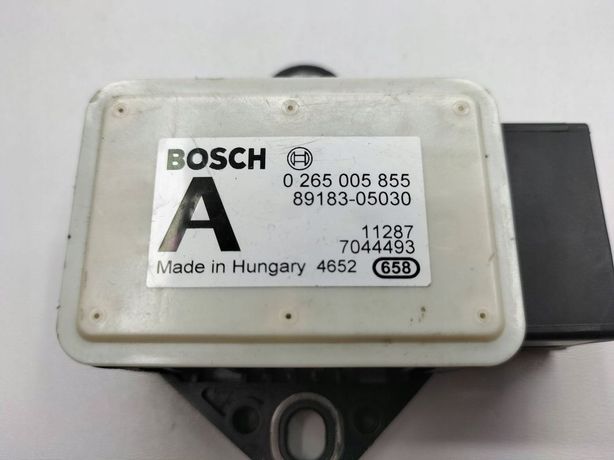 BOSCH
0 265 005 855
89183-05030
A
11287
7044493
Made in Hungary 4652 658